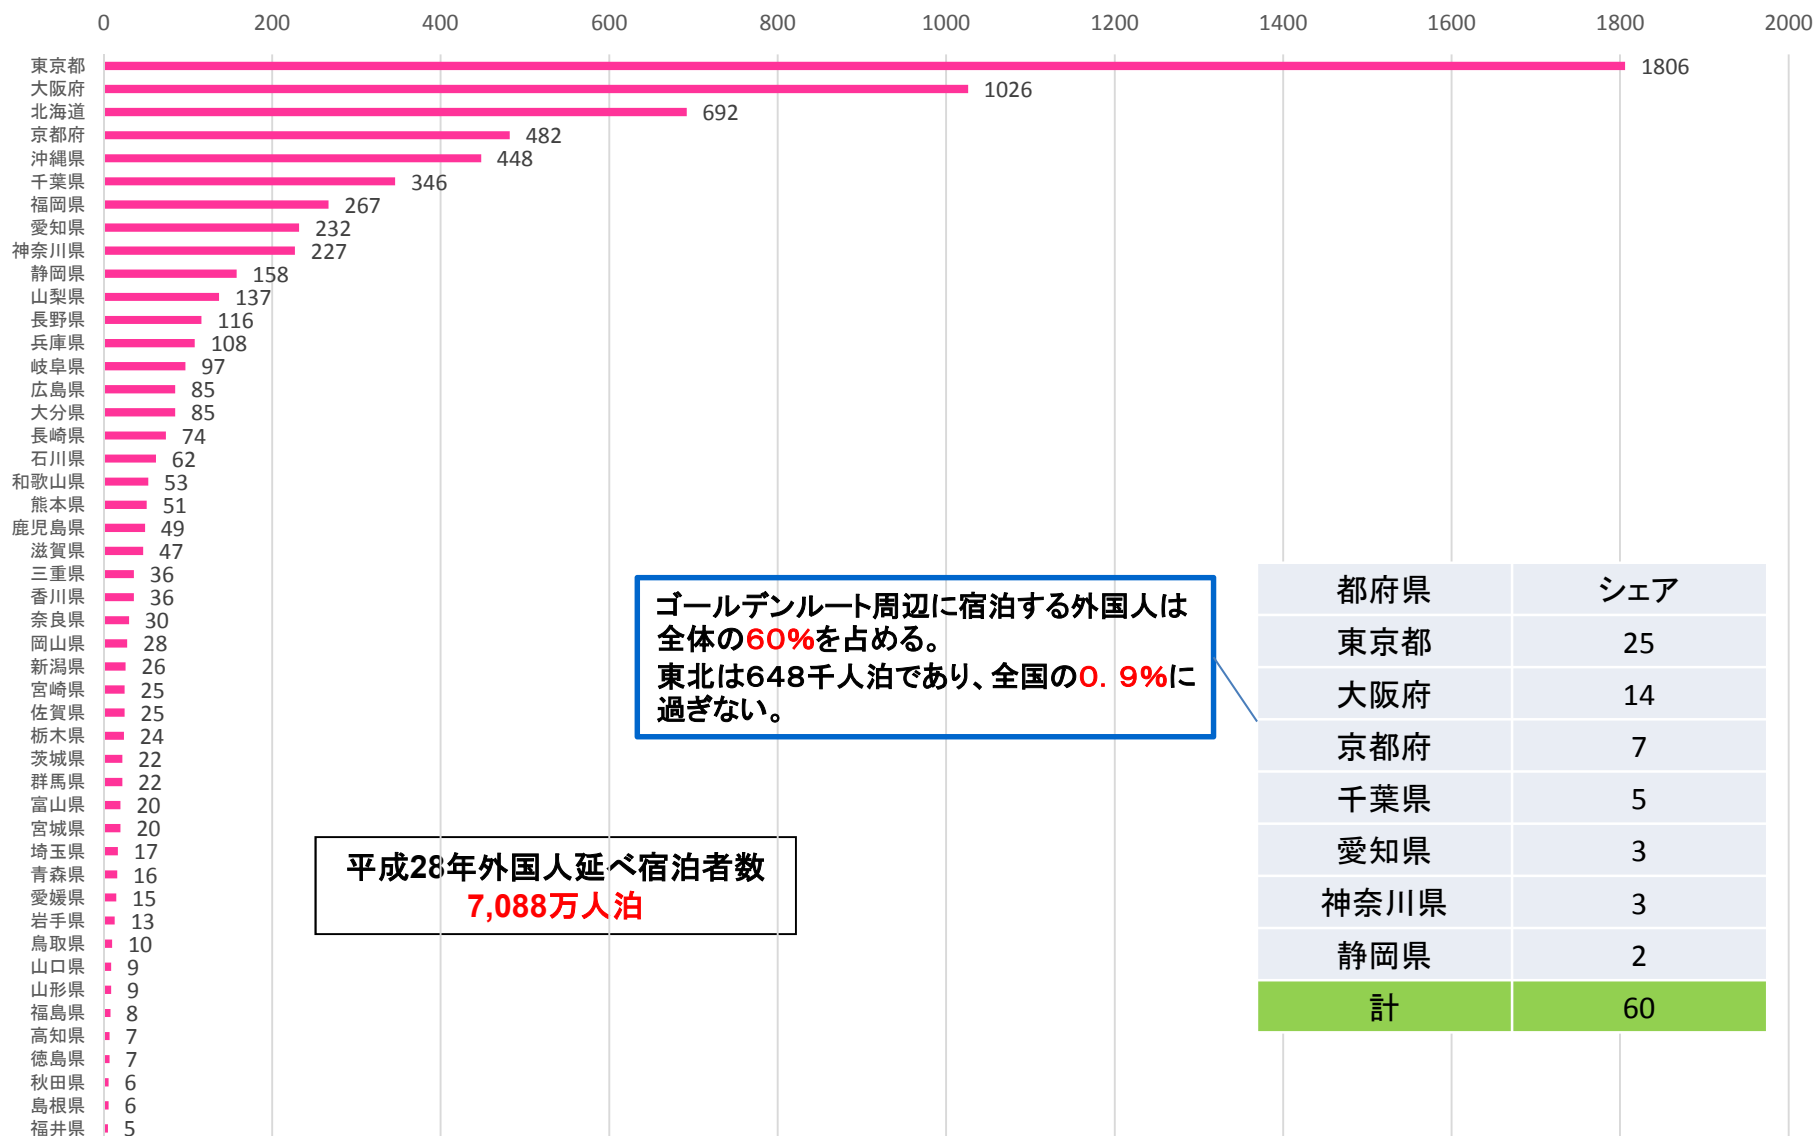 0 200 400 600 800 1000 1200 1400 1600 1800 2000
東京都 1806
大阪府 1026
北海道 692
京都府 482
沖縄県 448
千葉県 346
福岡県 267
愛知県 232
神奈川県 227
静岡県 158
山梨県 137
長野県 116
兵庫県 108
岐阜県 97
広島県 85
大分県 85
長崎県 74
石川県 62
和歌山県 53
熊本県 51
鹿児島県 49
滋賀県 47
三重県 36
香川県 36
奈良県 30
岡山県 28
新潟県 26
宮崎県 25
佐賀県 25
栃木県 24
茨城県 22
群馬県 22
富山県 20
宮城県 20
埼玉県 17
青森県 16
愛媛県 15
岩手県 13
鳥取県 10
山口県 9
山形県 9
福島県 8
高知県 7
徳島県 7
秋田県 6
島根県 6
福井県 5
ゴールデンルート周辺に宿泊する外国人は
全体の60%を占める。
東北は648千人泊であり、全国の0.9%に
過ぎない。
平成28年外国人延べ宿泊者数
7,088万人泊
都府県 シェア
東京都 25
大阪府 14
京都府 7
千葉県 5
愛知県 3
神奈川県 3
静岡県 2
計 60